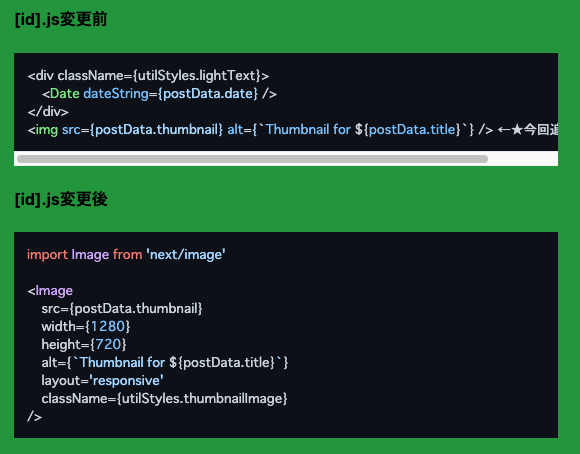 [id].js変更前
<div className={utilStyles.lightText}>
  <Date dateString={postData.date} />
</div>
<img src={postData.thumbnail} alt={`Thumbnail for ${postData.title}`} /> ←★今回追
[id].js変更後
import Image from 'next/image'
<Image
  src={postData.thumbnail}
  width={1280}
  height={720}
  alt={`Thumbnail for ${postData.title}`}
  layout='responsive'
  className={utilStyles.thumbnailImage}
/>